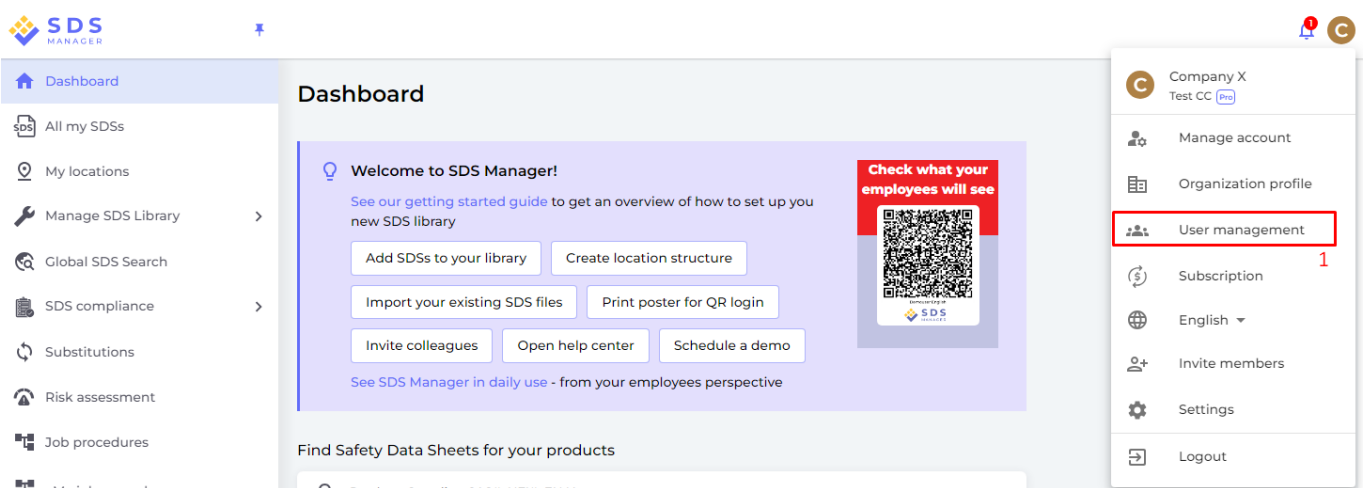 SDS
MANAGER
1
C
Dashboard
SDS
All my SDSs
My locations
Manage SDS Library
Global SDS Search
SDS compliance
Substitutions
Risk assessment
Job procedures
Dashboard
Welcome to SDS Manager!
See our getting started guide to get an overview of how to set up you
new SDS library
Add SDSs to your library
Create location structure
Import your existing SDS files
Print poster for QR login
Invite colleagues
Open help center
Schedule a demo
See SDS Manager in daily use - from your employees perspective
Check what your
employees will see
SDS
MANAGER
Find Safety Data Sheets for your products
C
Company X
Test CC Pro
Manage account
Organization profile
User management
1
Subscription
English
Invite members
Settings
Logout